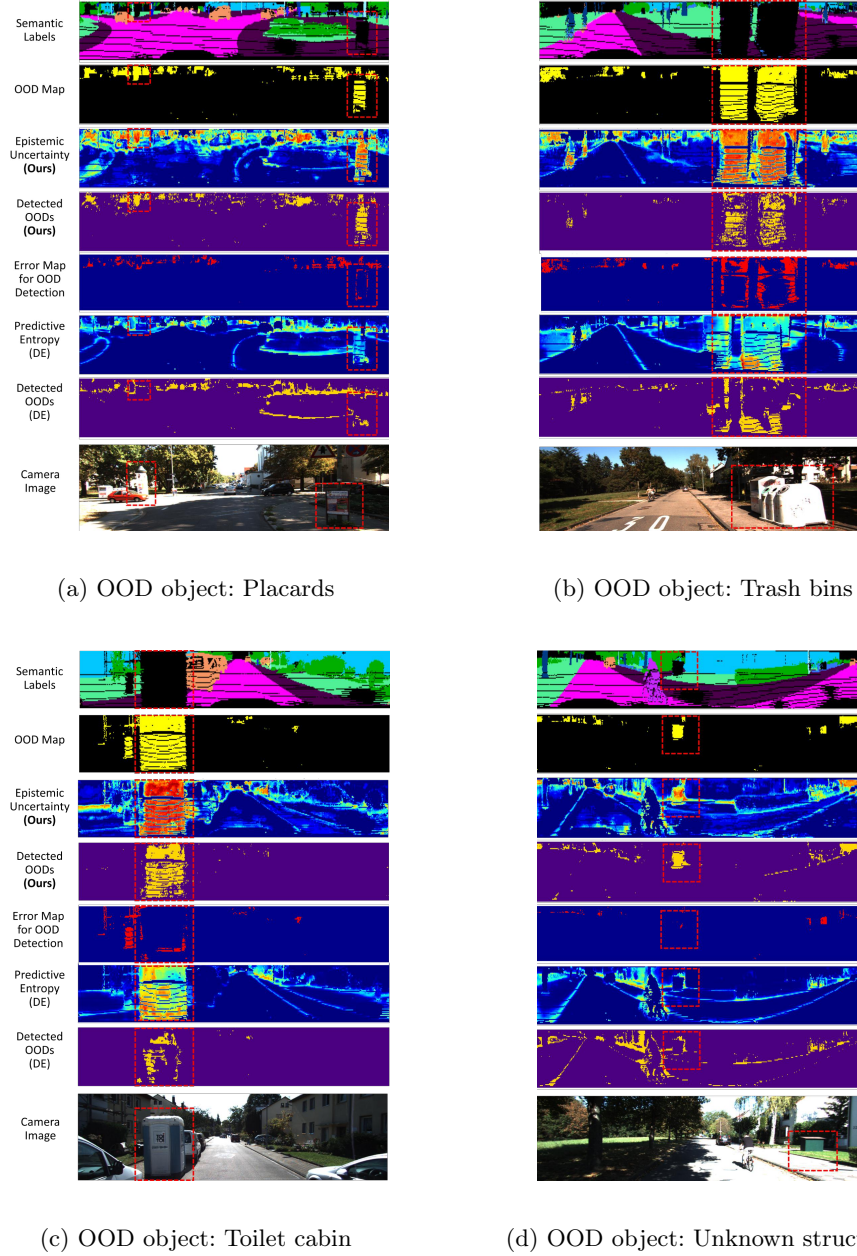 Semantic
Labels
OOD Map
Epistemic
Uncertainty
(Ours)
Detected
OODs
(Ours)
Error Map
for OOD
Detection
Predictive
Entropy
(DE)
Detected
OODs
(DE)
Camera
Image
(a) OOD object: Placards
(b) OOD object: Trash bins
Semantic
Labels
OOD Map
Epistemic
Uncertainty
(Ours)
Detected
OODs
(Ours)
Error Map
for OOD
Detection
Predictive
Entropy
(DE)
Detected
OODs
(DE)
Camera
Image
(c) OOD object: Toilet cabin
(d) OOD object: Unknown struc